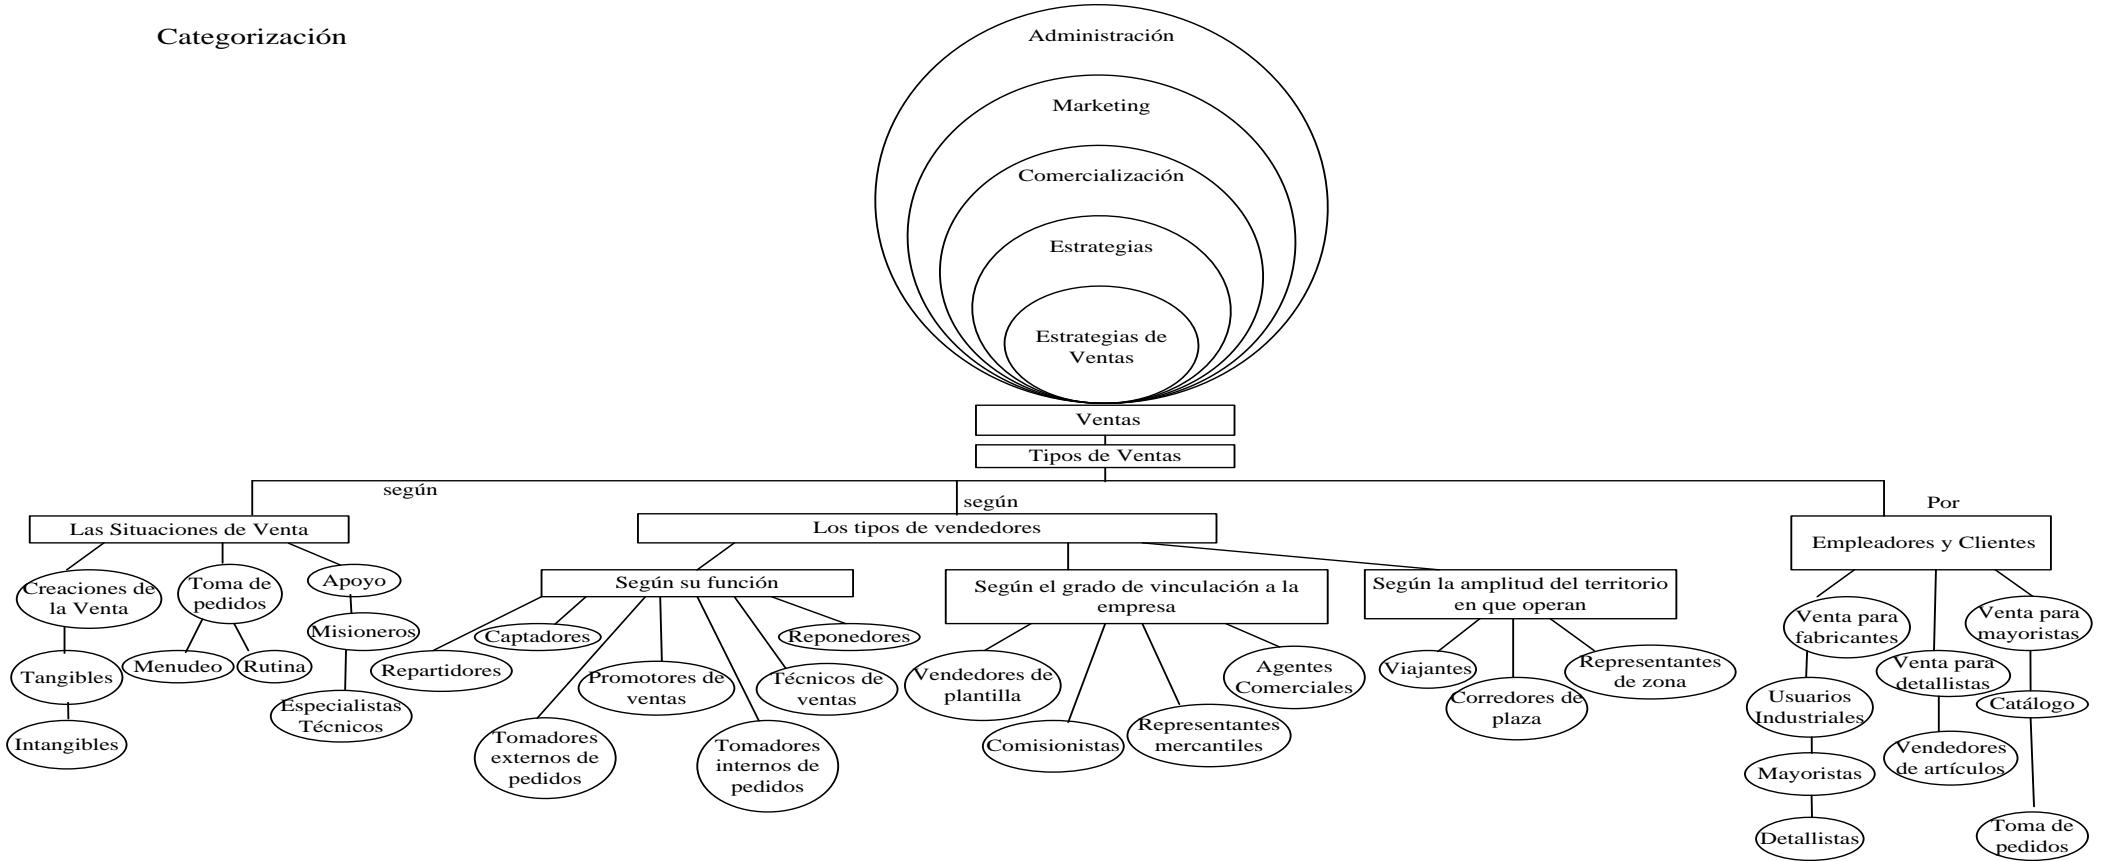 Categorización
Administración
Marketing
Comercialización
Estrategias
Estrategias de
Ventas
Ventas
Tipos de Ventas
según
según
Por
Las Situaciones de Venta
Los tipos de vendedores
Empleadores y Clientes
Creaciones de
la Venta
Tangibles
Intangibles
Toma de
pedidos
Menudeo
Rutina
Apoyo
Misioneros
Especialistas
Técnicos
Según su función
Repartidores
Captadores
Tomadores
externos de
pedidos
Promotores de
ventas
Tomadores
internos de
pedidos
Técnicos de
ventas
Reponedores
Según el grado de vinculación a la
empresa
Vendedores de
plantilla
Comisionistas
Representantes
mercantiles
Agentes
Comerciales
Según la amplitud del territorio
en que operan
Viajantes
Corredores de
plaza
Representantes
de zona
Venta para
fabricantes
Usuarios
Industriales
Mayoristas
Detallistas
Venta para
detallistas
Vendedores
de artículos
Venta para
mayoristas
Catálogo
Toma de
pedidos